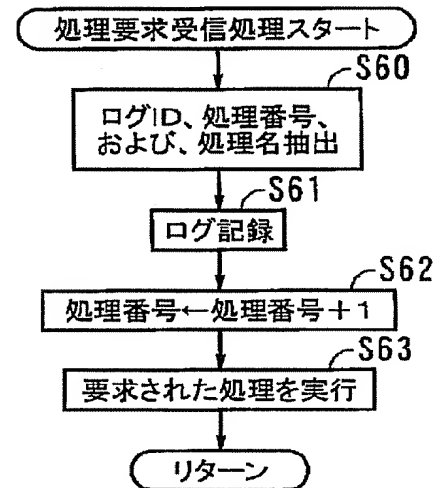 処理要求受信処理スタート
S60
ログID、処理番号、
および、処理名抽出
S61
ログ記録
S62
処理番号←処理番号+1
S63
要求された処理を実行
リターン